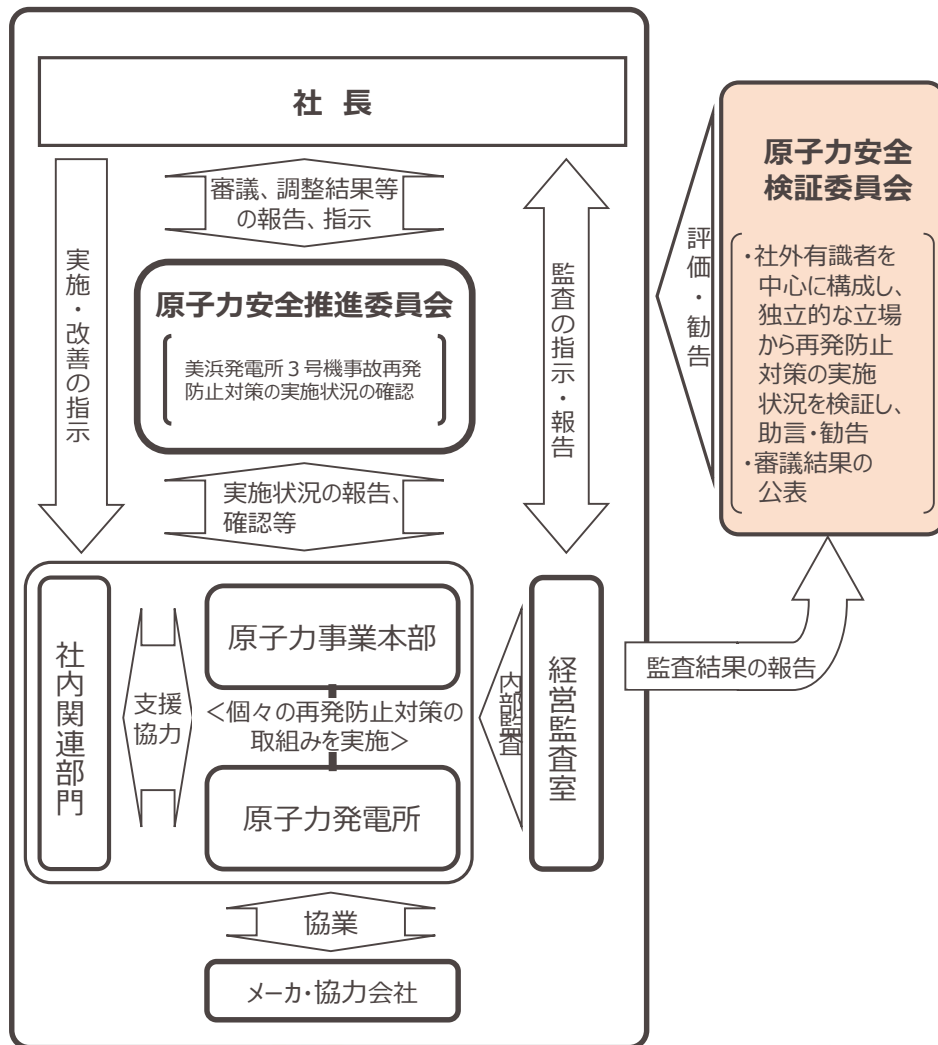 社 長
審議、調整結果等
の報告、指示
実施・改善の指示
監査の指示・報告
原子力安全推進委員会
美浜発電所３号機事故再発
防止対策の実施状況の確認
実施状況の報告、
確認等
社内関連部門
支援
協力
原子力事業本部
＜個々の再発防止対策の
取組みを実施＞
原子力発電所
内部監査
経営監査室
協業
メーカ・協力会社
監査結果の報告
評価・勧告
原子力安全
検証委員会
・社外有識者を
中心に構成し、
独立的な立場
から再発防止
対策の実施
状況を検証し、
助言・勧告
・審議結果の
公表